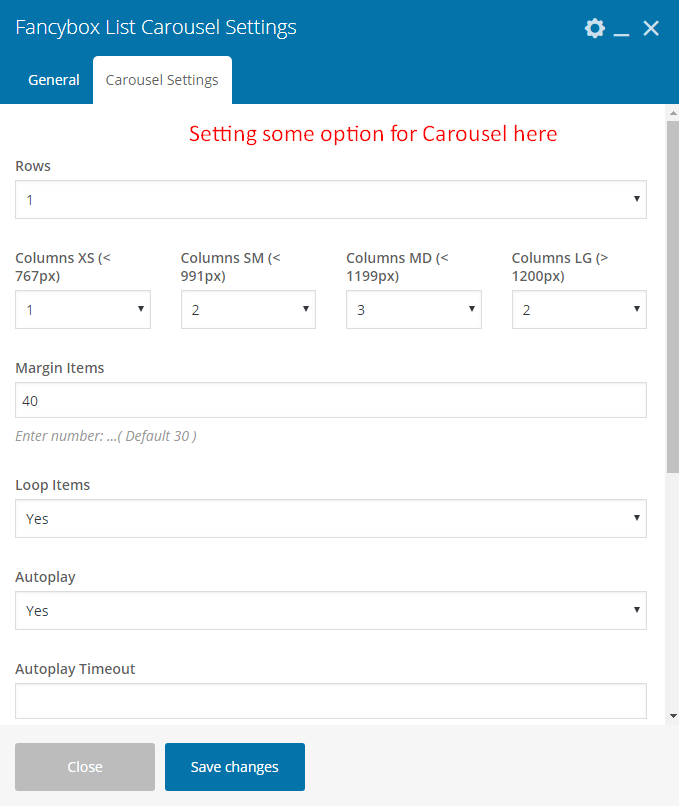 Fancybox List Carousel Settings
General Carousel Settings
Setting some option for Carousel here
Rows
1
Columns XS (<
767px)
Columns SM (<
991px)
Columns MD (<
1199px)
Columns LG (>
1200px)
1 2 3 2
Margin Items
40
Enter number: ...( Default 30 )
Loop Items
Yes
Autoplay
Yes
Autoplay Timeout
Close Save changes